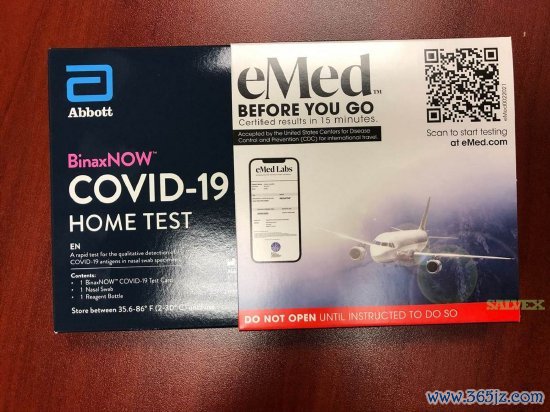 Abbott
BinaxNOW™
COVID-19
HOME TEST
EN
A rapid test for the qualitative detection of
COVID-19 antigens in nasal swab specimens
Contents:
• 1 BinaxNOW™ COVID-19 Test Card
• 1 Nasal Swab
• 1 Reagent Bottle
Store between 35.6-86° F (2-30°
eMed™
BEFORE YOU GO
Certified results in 15 minutes.
Accepted by the United States Centers for Disease
Control and Prevention (CDC) for international travel.
eMed Labs
Scan to start testing
at eMed.com
DO NOT OPEN UNTIL INSTRUCTED TO DO SO
SALVEX
www.365jz.com